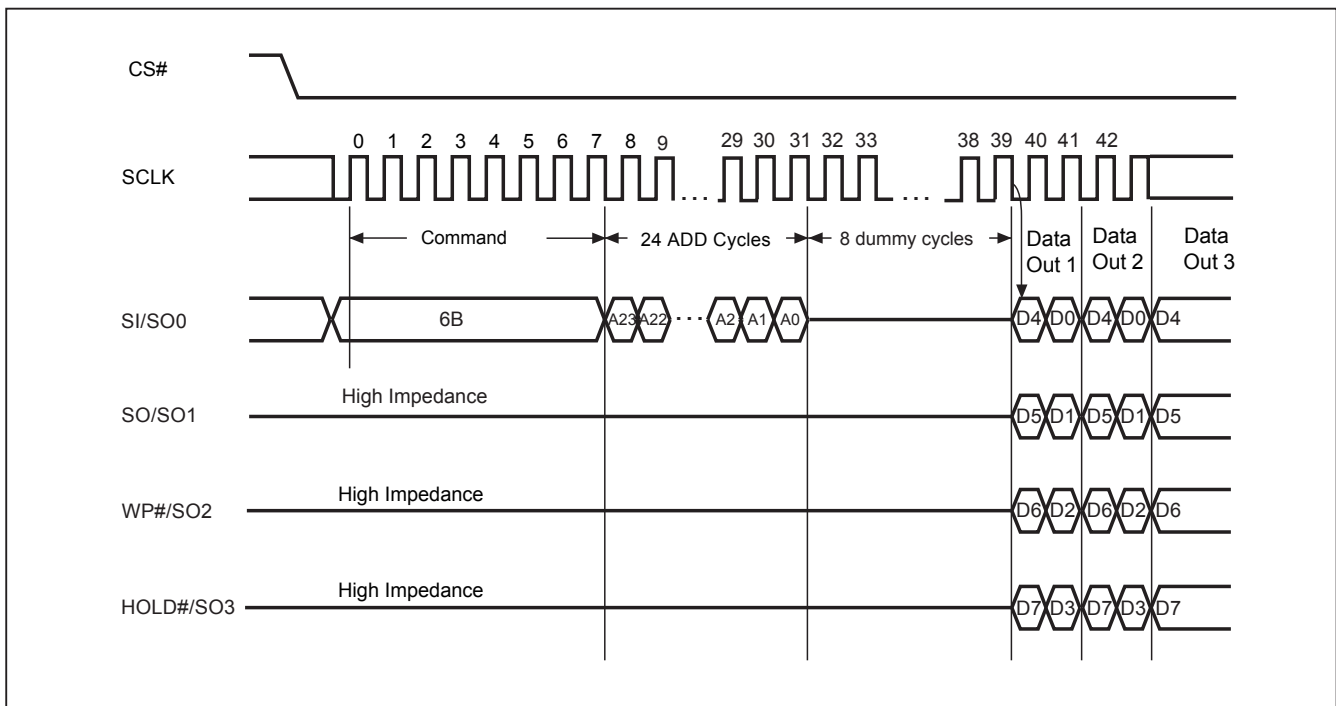 CS#
0 1 2 3 4 5 6 7 8 9 29 30 31 32 33 38 39 40 41 42
SCLK
Command 24 ADD Cycles 8 dummy cycles Data Out 1 Data Out 2 Data Out 3
SI/SO0 6B A23 A22 ... A2 A1 A0 D4 D0 D4 D0 D4
High Impedance
SO/SO1 D5 D1 D5 D1 D5
High Impedance
WP#/SO2 D6 D2 D6 D2 D6
High Impedance
HOLD#/SO3 D7 D3 D7 D3 D7